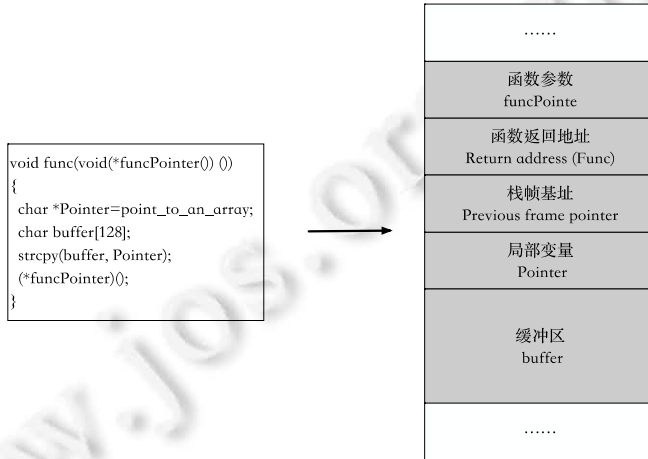 void func(void(*funcPointer()) ())
{
char *Pointer=point_to_an_array;
char buffer[128];
strcpy(buffer, Pointer);
(*funcPointer)();
}
……
函数参数
funcPointe
函数返回地址
Return address (Func)
栈帧基址
Previous frame pointer
局部变量
Pointer
缓冲区
buffer
……